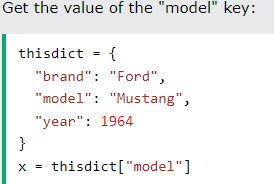 Get the value of the "model" key:
thisdict = {
  "brand": "Ford",
  "model": "Mustang",
  "year": 1964
}
x = thisdict["model"]